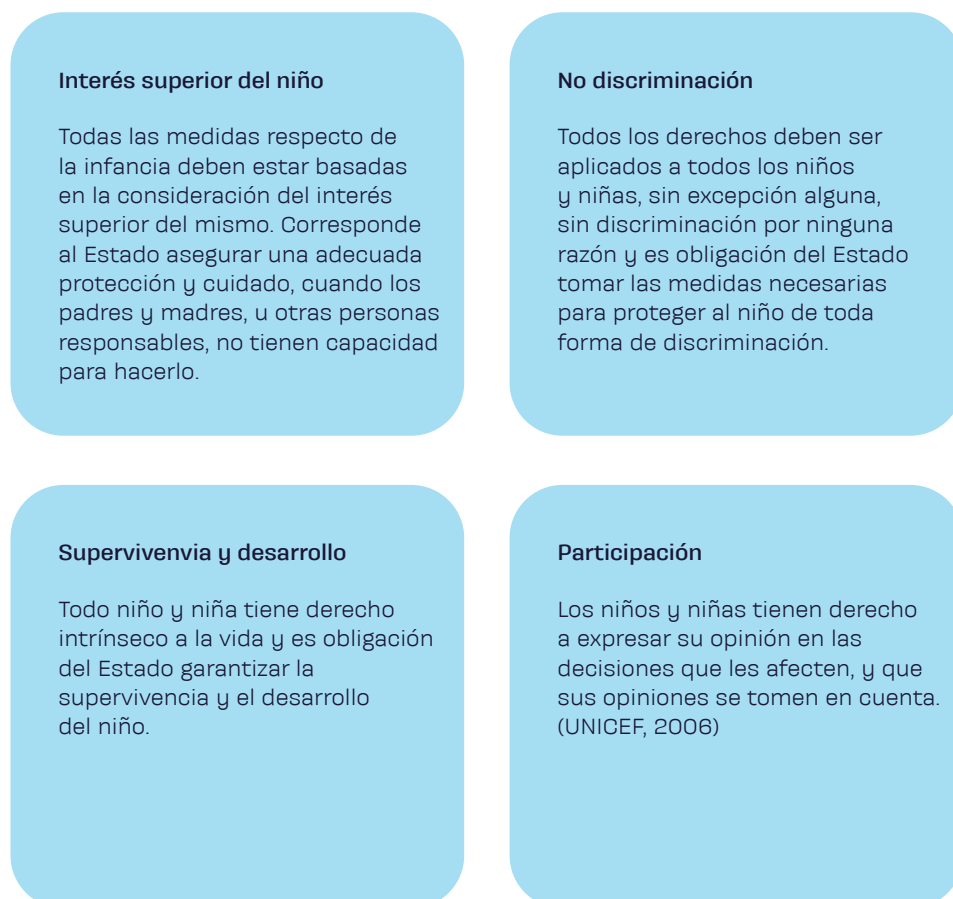 Interés superior del niño
Todas las medidas respecto de
la infancia deben estar basadas
en la consideración del interés
superior del mismo. Corresponde
al Estado asegurar una adecuada
protección y cuidado, cuando los
padres y madres, u otras personas
responsables, no tienen capacidad
para hacerlo.
No discriminación
Todos los derechos deben ser
aplicados a todos los niños
y niñas, sin excepción alguna,
sin discriminación por ninguna
razón y es obligación del Estado
tomar las medidas necesarias
para proteger al niño de toda
forma de discriminación.
Supervivenvia y desarrollo
Todo niño y niña tiene derecho
intrínseco a la vida y es obligación
del Estado garantizar la
supervivencia y el desarrollo
del niño.
Participación
Los niños y niñas tienen derecho
a expresar su opinión en las
decisiones que les afecten, y que
sus opiniones se tomen en cuenta.
(UNICEF, 2006)